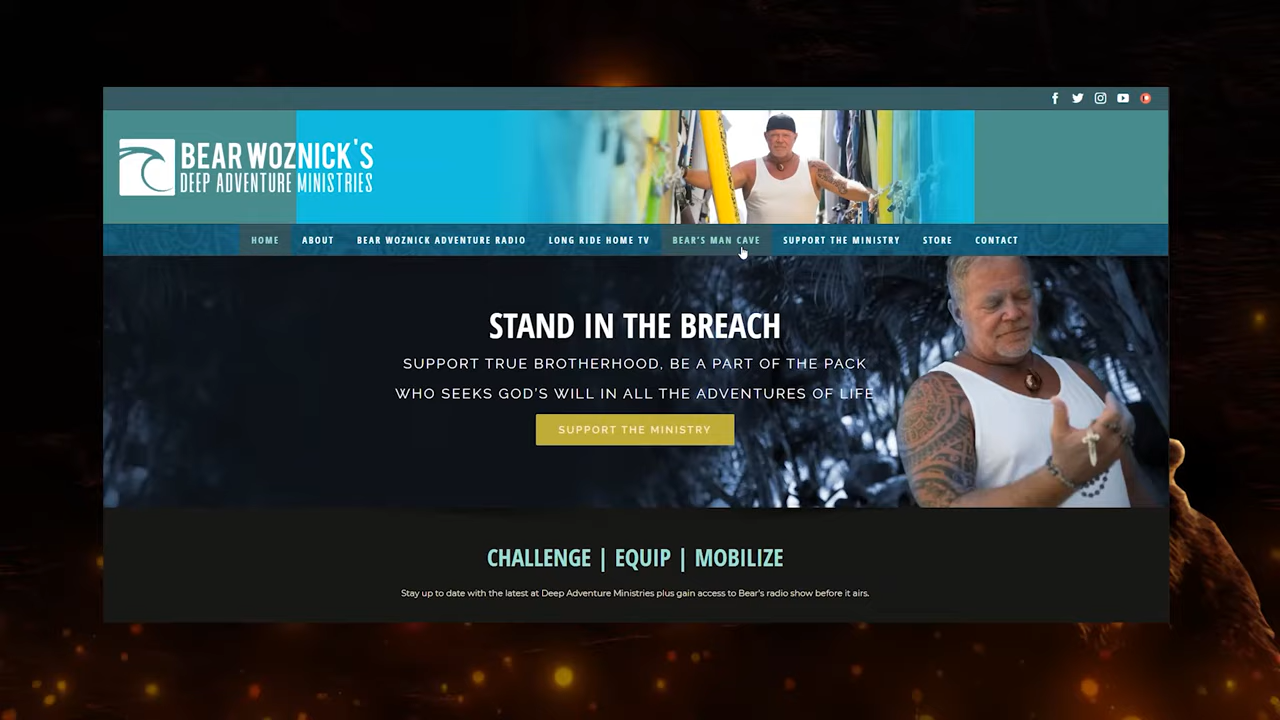 BEAR WOZNICK'S
DEEP ADVENTURE MINISTRIES
HOME ABOUT BEAR WOZNICK ADVENTURE RADIO LONG RIDE HOME TV BEAR'S MAN CAVE SUPPORT THE MINISTRY STORE CONTACT
STAND IN THE BREACH
SUPPORT TRUE BROTHERHOOD, BE A PART OF THE PACK
WHO SEEKS GOD'S WILL IN ALL THE ADVENTURES OF LIFE
SUPPORT THE MINISTRY
CHALLENGE | EQUIP | MOBILIZE
Stay up to date with the latest at Deep Adventure Ministries plus gain access to Bear's radio show before it airs.